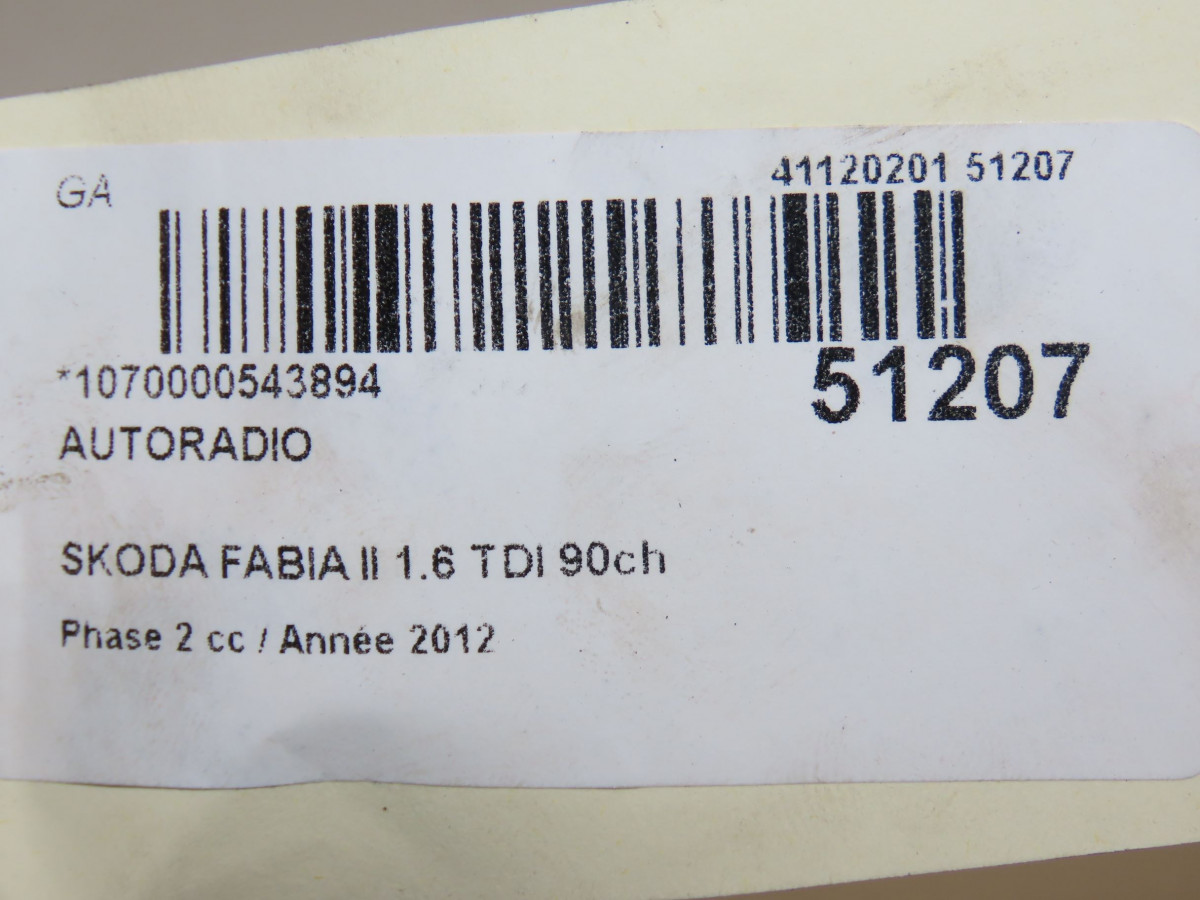 GA
41120201 51207
*1070000543894
51207
AUTORADIO
SKODA FABIA II 1.6 TDI 90ch
Phase 2 cc / Année 2012